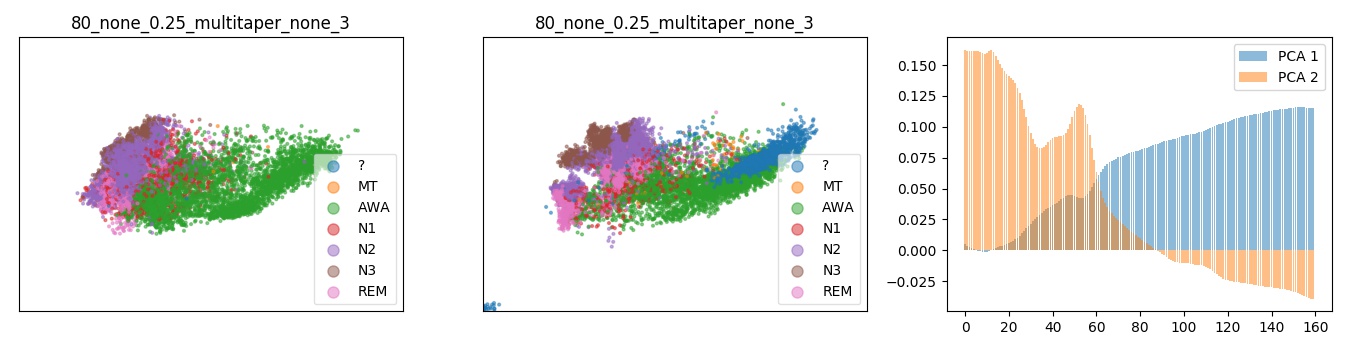 80_none_0.25_multitaper_none_3
?
MT
AWA
N1
N2
N3
REM
80_none_0.25_multitaper_none_3
?
MT
AWA
N1
N2
N3
REM
PCA 1
PCA 2
0.150
0.125
0.100
0.075
0.050
0.025
0.000
−0.025
0 20 40 60 80 100 120 140 160